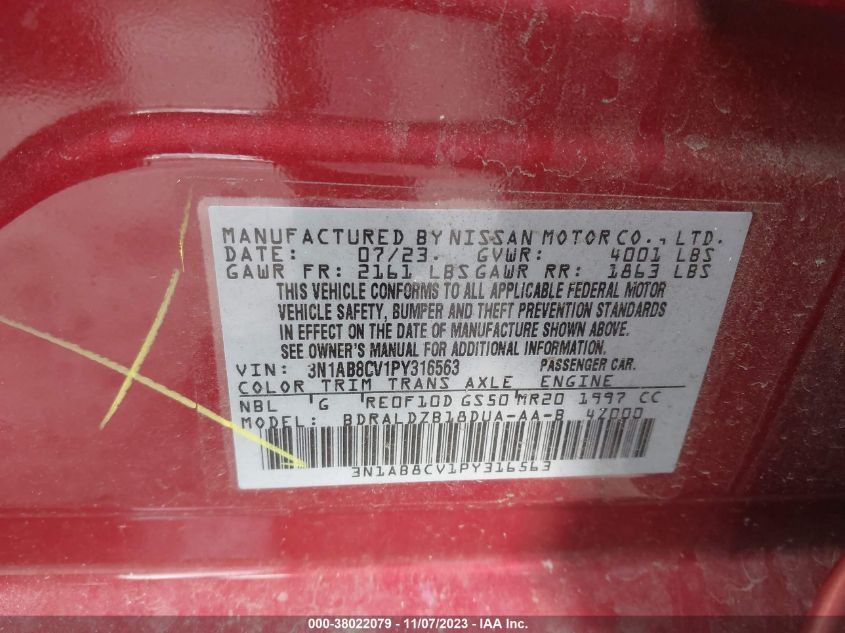 MANUFACTURED BY NISSAN MOTOR CO., LTD.
DATE: 07/23. GVWR: 4001 LBS
GAWR FR: 2161 LBS GAWR RR: 1863 LBS
THIS VEHICLE CONFORMS TO ALL APPLICABLE FEDERAL MOTOR
VEHICLE SAFETY, BUMPER AND THEFT PREVENTION STANDARDS
IN EFFECT ON THE DATE OF MANUFACTURE SHOWN ABOVE.
SEE OWNER'S MANUAL FOR ADDITIONAL INFORMATION.
VIN: 3N1AB8CV1PY316563 PASSENGER CAR.
COLOR TRIM TRANS AXLE ENGINE
NBL G RE0F10D GS50 MR20 1997 CC
MODEL: BDRALDZB18DUA-AA-B 47000
3N1AB8CV1PY316563
000-38022079 - 11/07/2023 - © IAA, Inc.